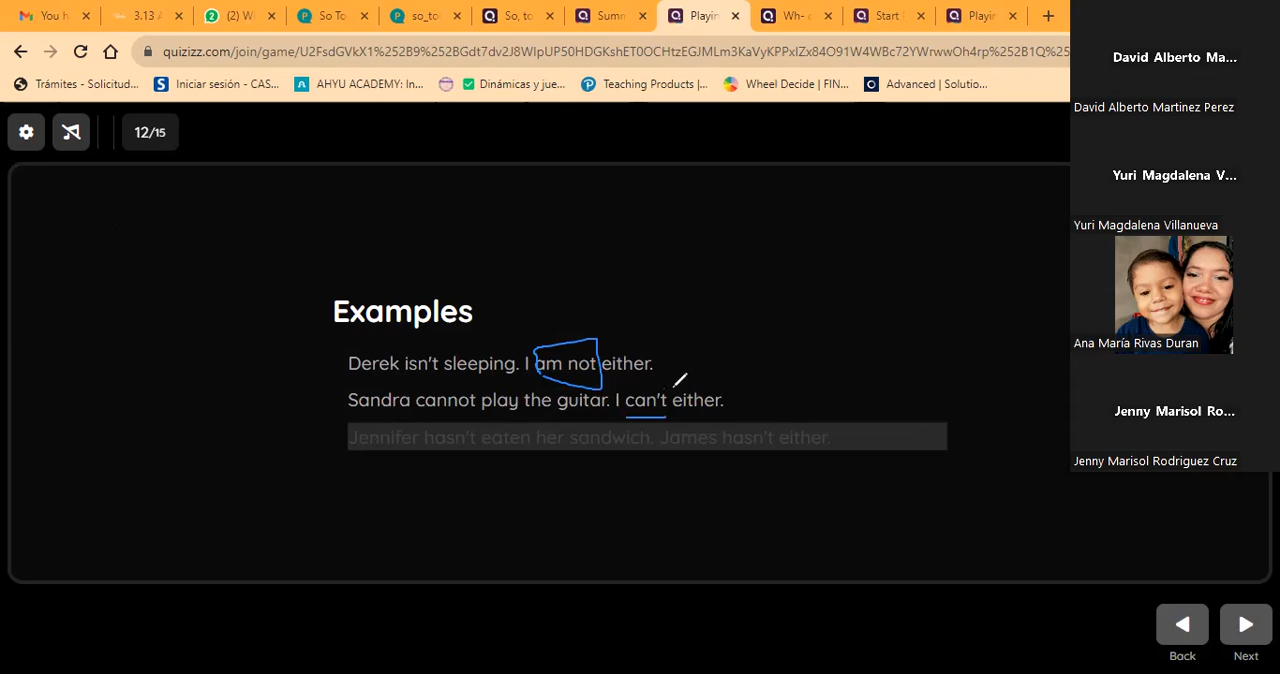 You h
3.13 A
(2) W
So To
so_to
So, to
Summ
Playin
Wh- c
Start
Playin
quizizz.com/join/game/U2FsdGVkX1%252B9%252BGdt7dv2J8WIpUP50HDGKshET0OCHtzEGJMLm3KaVyKPPxIZx84O91W4WBc72YWrwwOh4rp%252B1Q%25
Trámites - Solicitud...
Iniciar sesión - CAS...
AHYU ACADEMY: In...
Dinámicas y jue...
Teaching Products |...
Wheel Decide | FIN...
Advanced | Solutio...
12/15
Examples
Derek isn't sleeping. I am not either.
Sandra cannot play the guitar. I can't either.
Jennifer hasn't eaten her sandwich. James hasn't either.
Back
Next
David Alberto Ma...
David Alberto Martinez Perez
Yuri Magdalena V...
Yuri Magdalena Villanueva
Ana María Rivas Duran
Jenny Marisol Ro...
Jenny Marisol Rodriguez Cruz